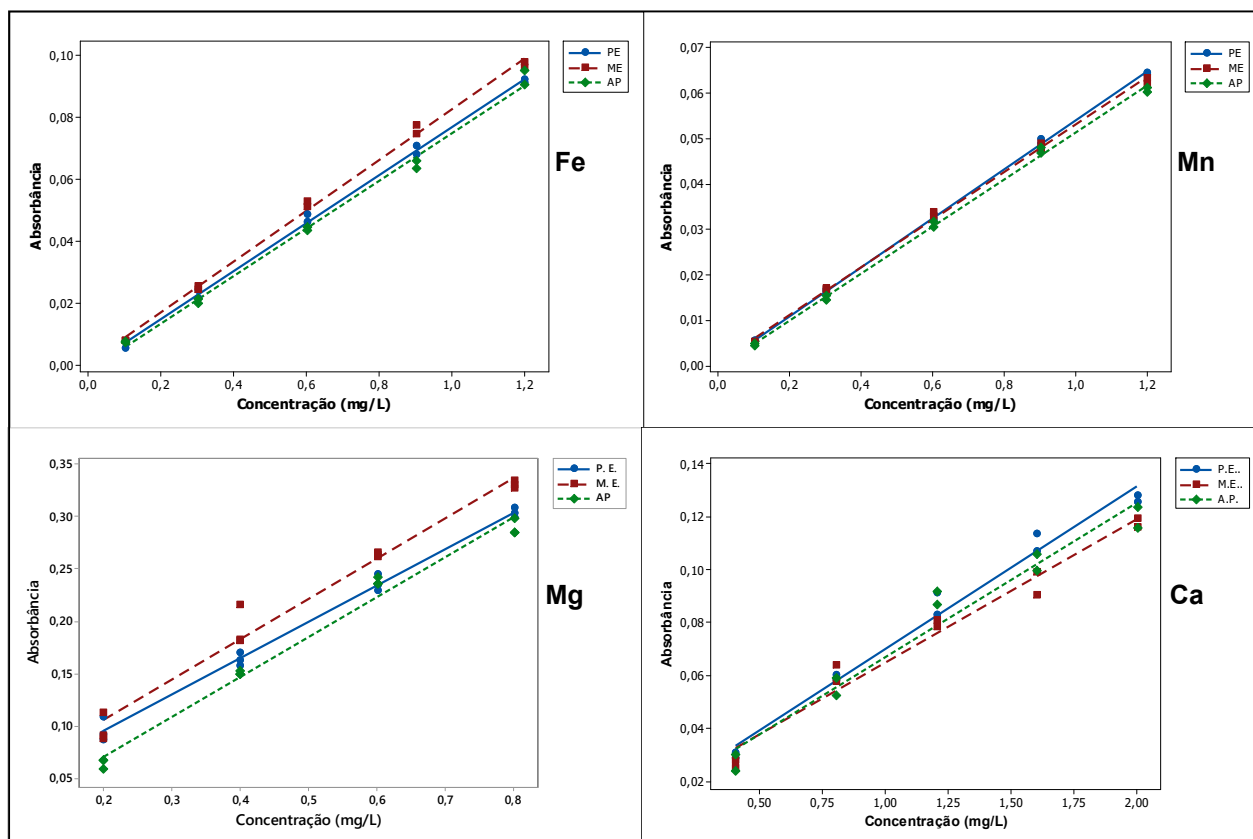 0,10
0,08
0,06
0,04
0,02
0,00
Absorbância
0,0 0,2 0,4 0,6 0,8 1,0 1,2
Concentração (mg/L)
PE
ME
AP
Fe
0,07
0,06
0,05
0,04
0,03
0,02
0,01
0,00
Absorbância
0,0 0,2 0,4 0,6 0,8 1,0 1,2
Concentração (mg/L)
PE
ME
AP
Mn
0,35
0,30
0,25
0,20
0,15
0,10
0,05
Absorbância
0,2 0,3 0,4 0,5 0,6 0,7 0,8
Concentração (mg/L)
P. E.
M. E.
AP
Mg
0,14
0,12
0,10
0,08
0,06
0,04
0,02
Absorbância
0,50 0,75 1,00 1,25 1,50 1,75 2,00
Concentração (mg/L)
P.E..
M.E..
A.P.
Ca